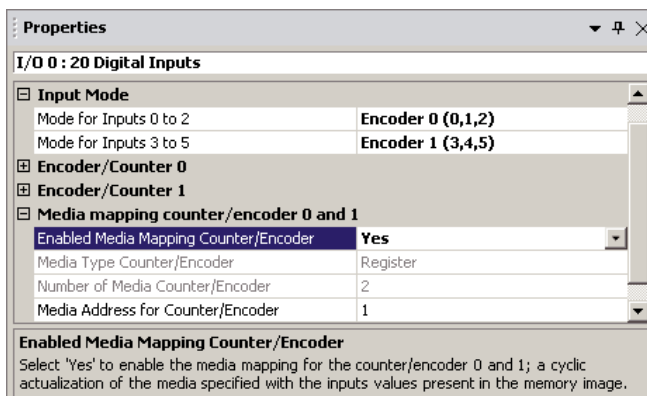 Properties
I/O 0 : 20 Digital Inputs
Input Mode
Mode for Inputs 0 to 2 Encoder 0 (0,1,2)
Mode for Inputs 3 to 5 Encoder 1 (3,4,5)
Encoder/Counter 0
Encoder/Counter 1
Media mapping counter/encoder 0 and 1
Enabled Media Mapping Counter/Encoder Yes
Media Type Counter/Encoder Register
Number of Media Counter/Encoder 2
Media Address for Counter/Encoder 1
Enabled Media Mapping Counter/Encoder
Select 'Yes' to enable the media mapping for the counter/encoder 0 and 1; a cyclic
actualization of the media specified with the inputs values present in the memory image.